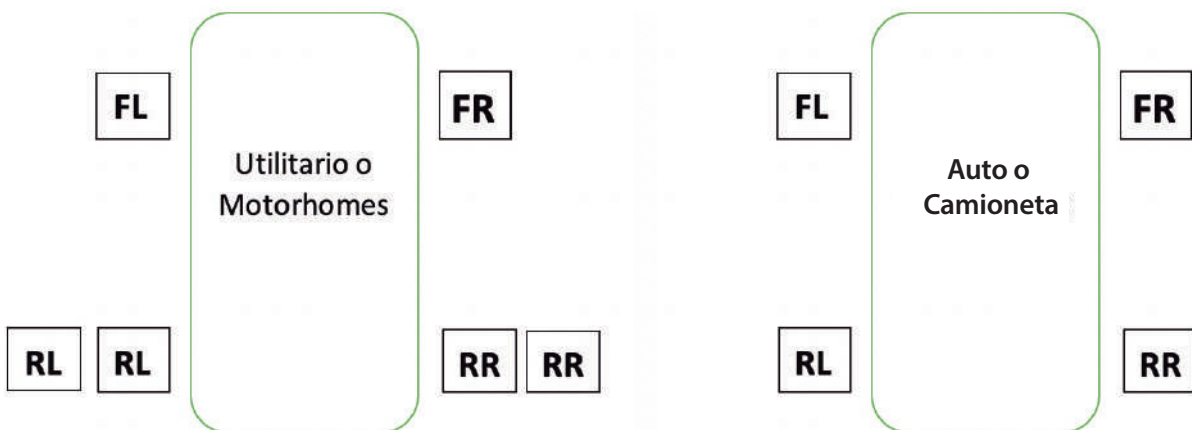 FL
FR
Utilitario o
Motorhomes
RL
RL
RR
RR
FL
FR
Auto o
Camioneta
RL
RR